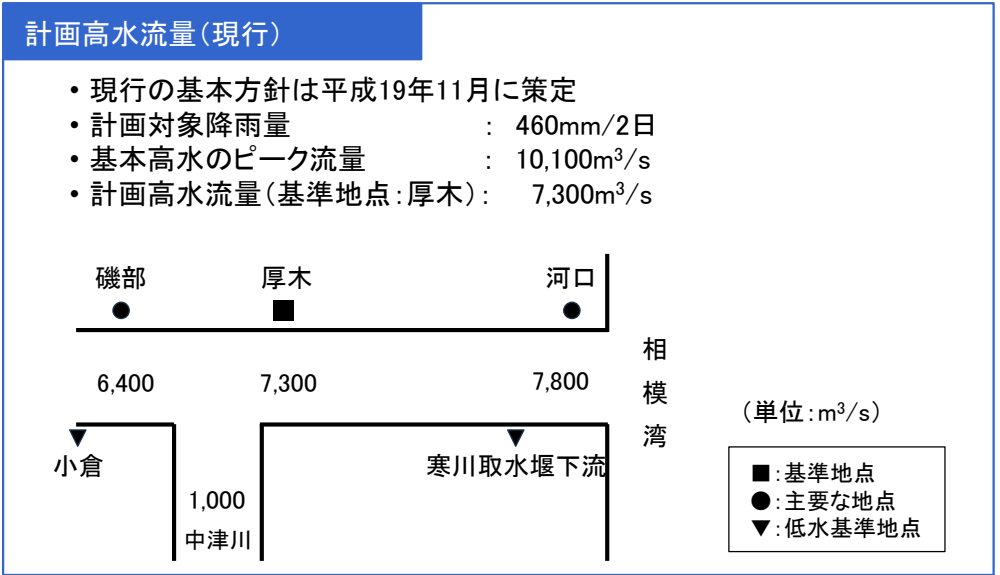 計画高水流量(現行)
• 現行の基本方針は平成19年11月に策定
• 計画対象降雨量 : 460mm/2日
• 基本高水のピーク流量 : 10,100m³/s
• 計画高水流量(基準地点:厚木): 7,300m³/s
磯部 厚木 河口
6,400 7,300 7,800
相模湾
(単位:m³/s)
小倉 寒川取水堰下流
1,000
中津川
■:基準地点
●:主要な地点
▼:低水基準地点